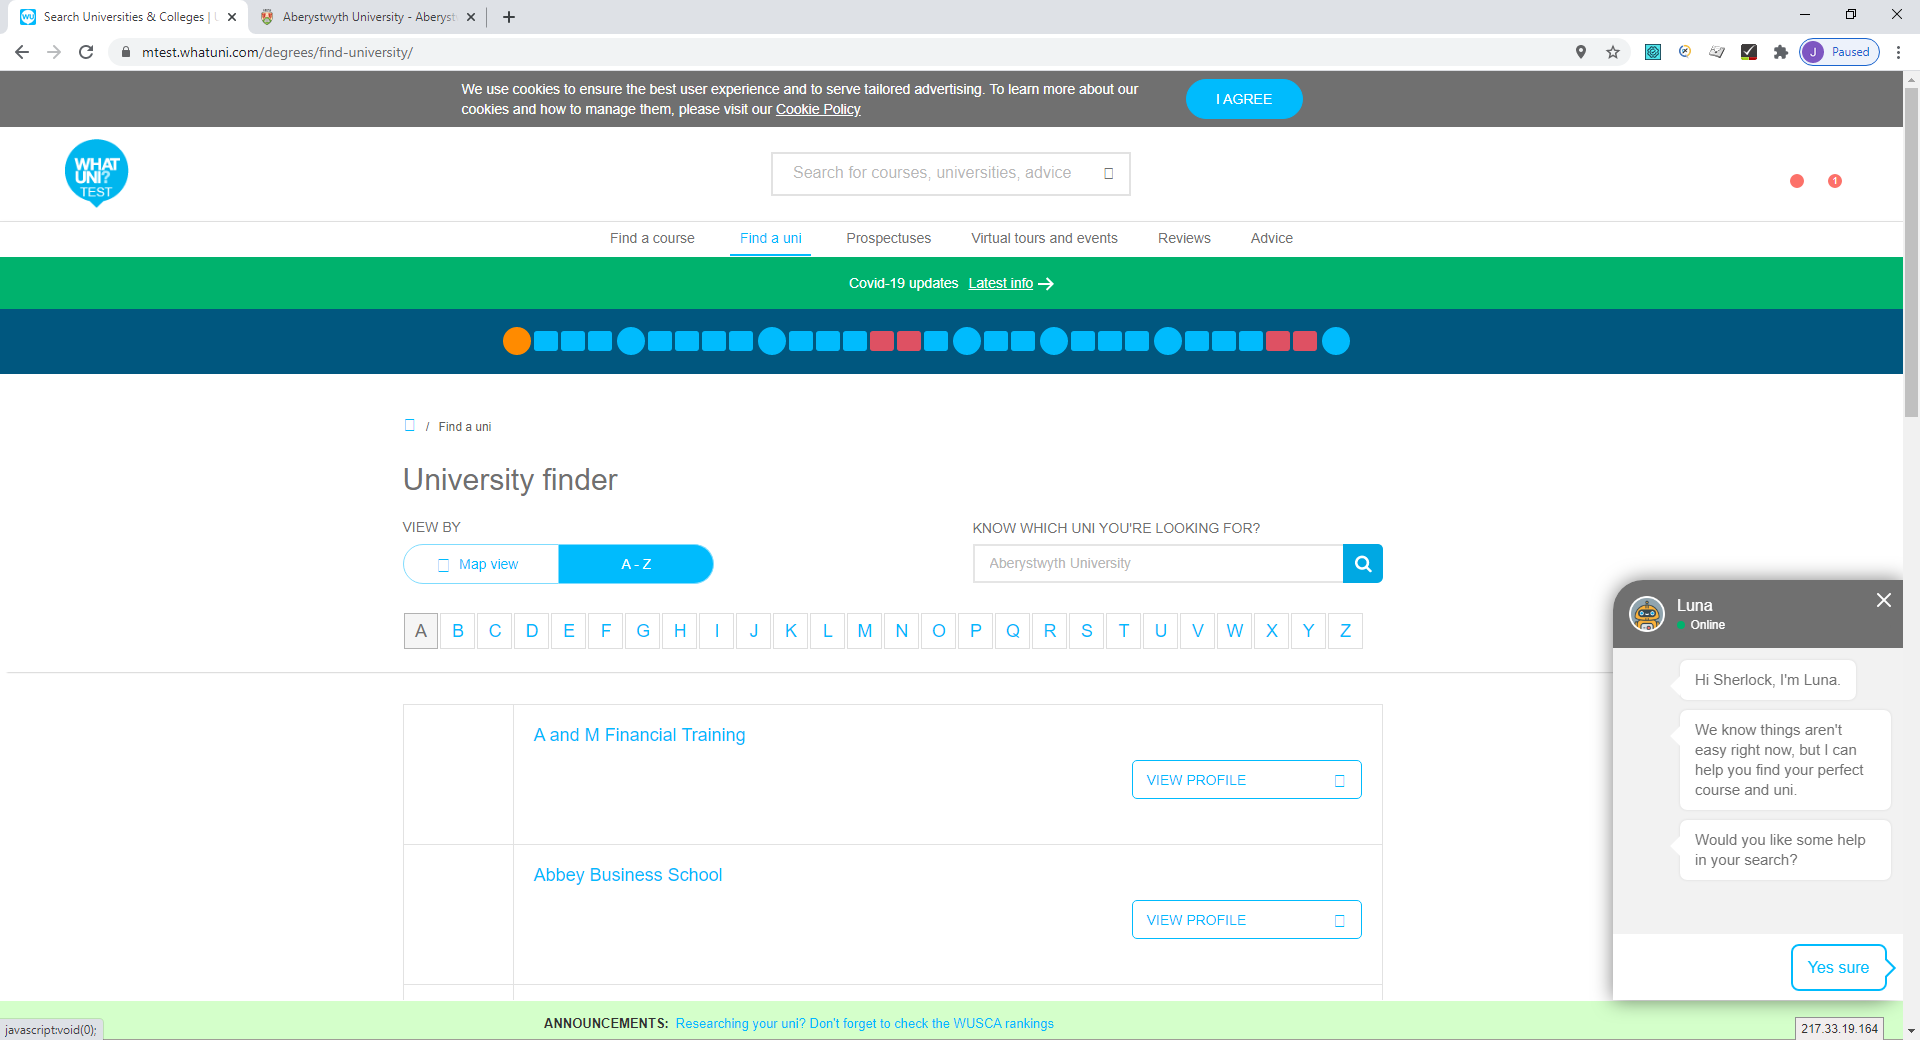 Search Universities & Colleges |
Aberystwyth University - Aberyst
mtest.whatuni.com/degrees/find-university/
J Paused
We use cookies to ensure the best user experience and to serve tailored advertising. To learn more about our
cookies and how to manage them, please visit our Cookie Policy
I AGREE
WHAT
UNI?
TEST
Search for courses, universities, advice
1
Find a course Find a uni Prospectuses Virtual tours and events Reviews Advice
Covid-19 updates Latest info
/ Find a uni
University finder
VIEW BY
KNOW WHICH UNI YOU'RE LOOKING FOR?
Map view A - Z
Aberystwyth University
A B C D E F G H I J K L M N O P Q R S T U V W X Y Z
A and M Financial Training
VIEW PROFILE
Abbey Business School
VIEW PROFILE
Luna
Online
Hi Sherlock, I'm Luna.
We know things aren't
easy right now, but I can
help you find your perfect
course and uni.
Would you like some help
in your search?
Yes sure
ANNOUNCEMENTS: Researching your uni? Don't forget to check the WUSCA rankings
javascript:void(0);
217.33.19.164